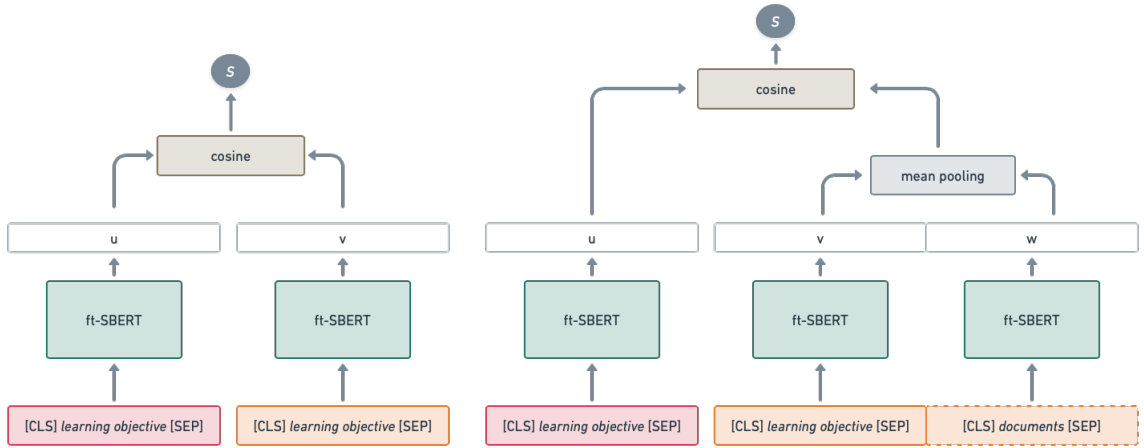 S
cosine
u
v
ft-SBERT
ft-SBERT
[CLS] learning objective [SEP]
[CLS] learning objective [SEP]
S
cosine
mean pooling
u
v
w
ft-SBERT
ft-SBERT
ft-SBERT
[CLS] learning objective [SEP]
[CLS] learning objective [SEP]
[CLS] documents [SEP]